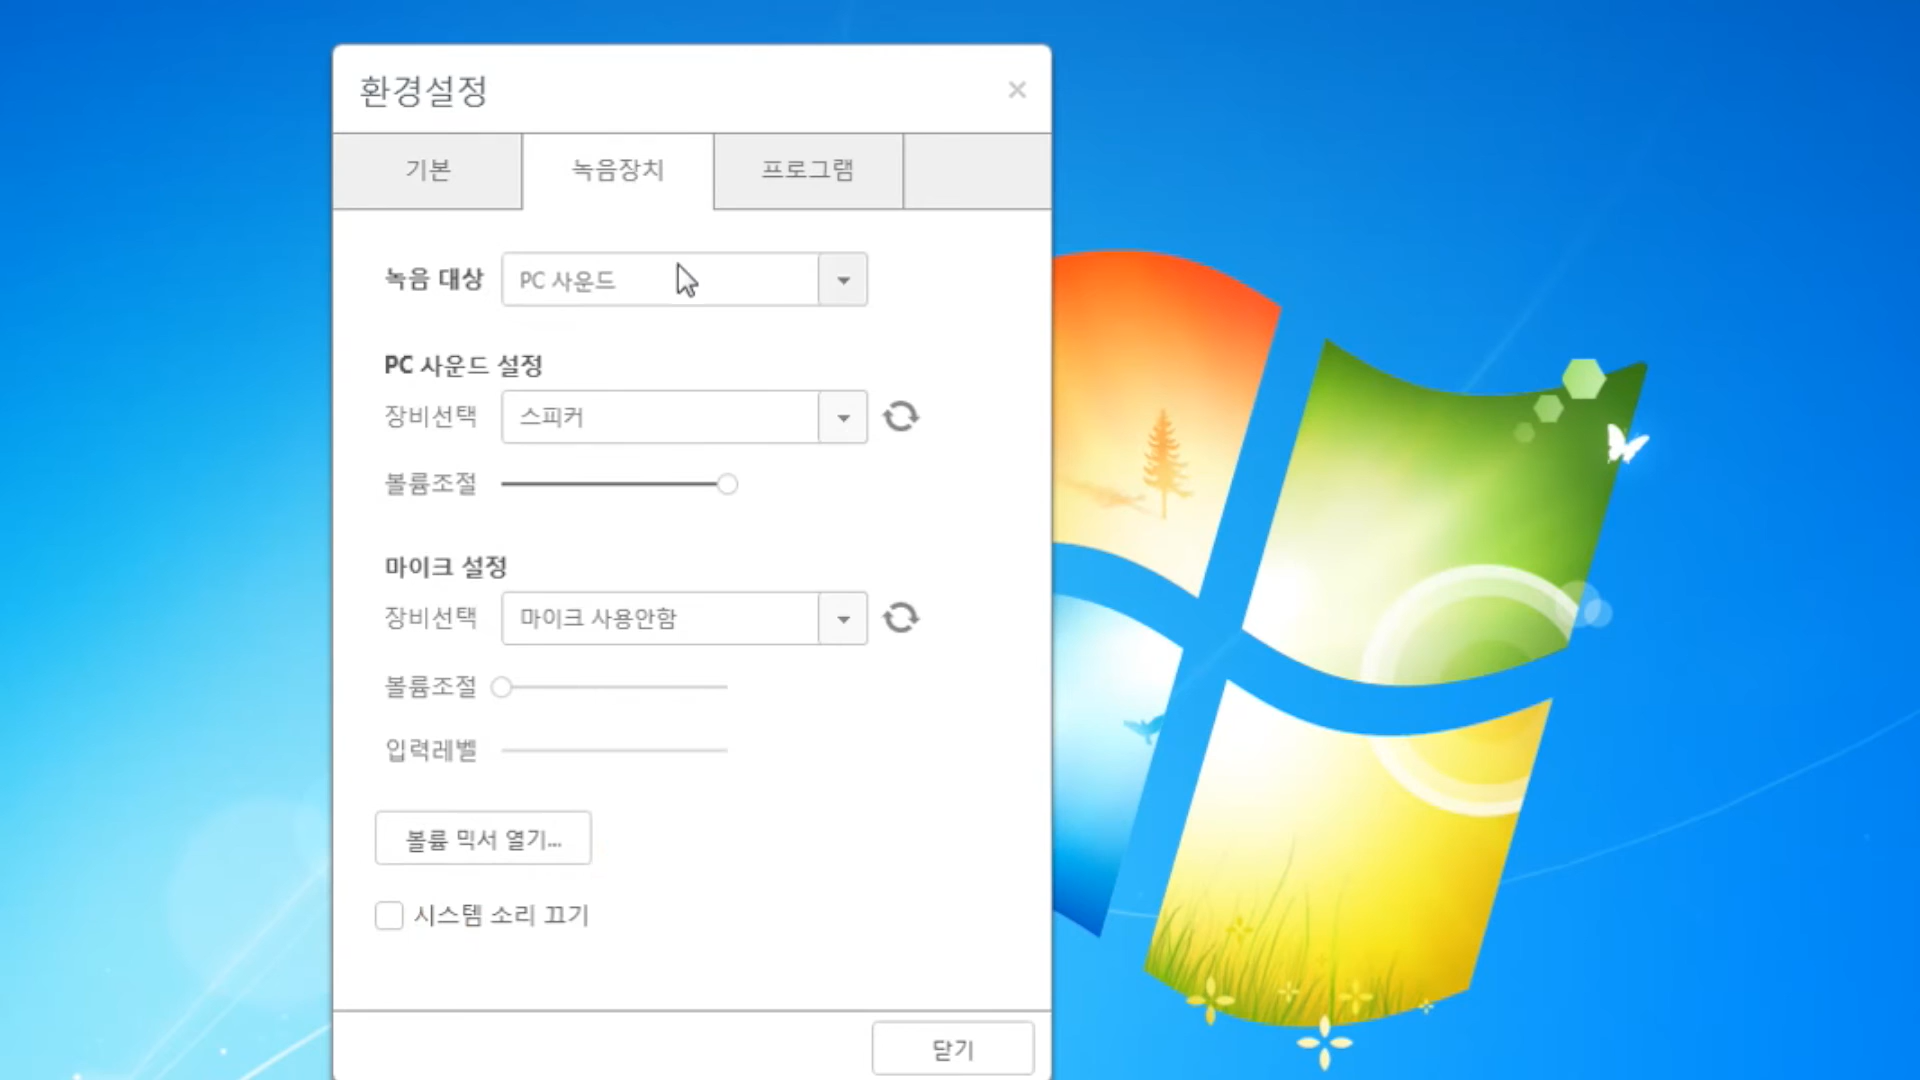 환경설정
기본 녹음장치 프로그램
녹음 대상 PC 사운드
PC 사운드 설정
장비선택 스피커
볼륨조절
마이크 설정
장비선택 마이크 사용안함
볼륨조절
입력레벨
볼륨 믹서 열기...
시스템 소리 끄기
닫기